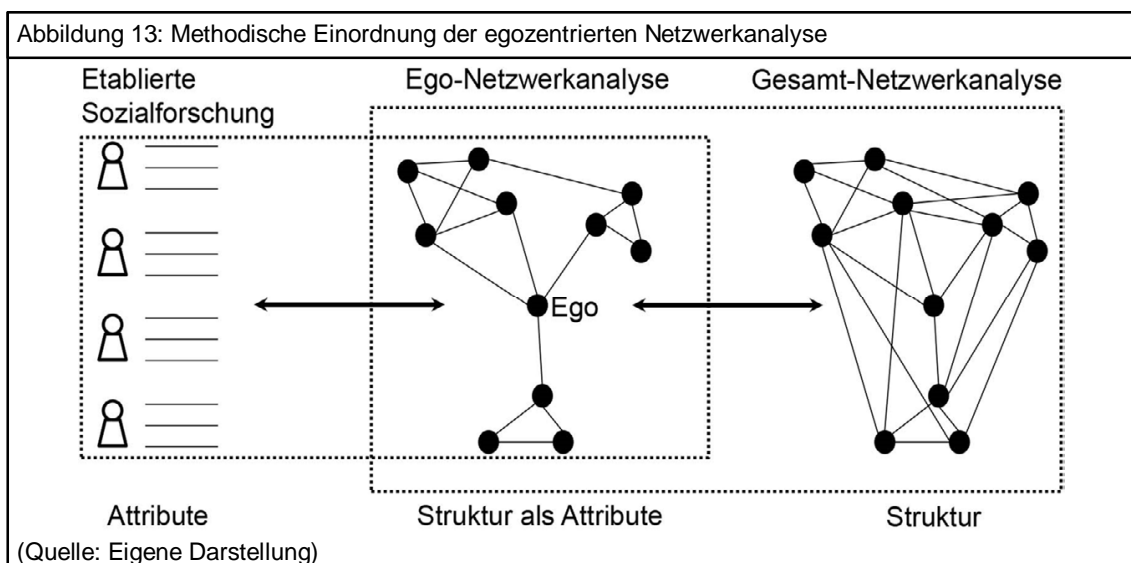 Abbildung 13: Methodische Einordnung der egozentrierten Netzwerkanalyse
Etablierte
Sozialforschung
Ego-Netzwerkanalyse
Gesamt-Netzwerkanalyse
Ego
Attribute
Struktur als Attribute
Struktur
(Quelle: Eigene Darstellung)